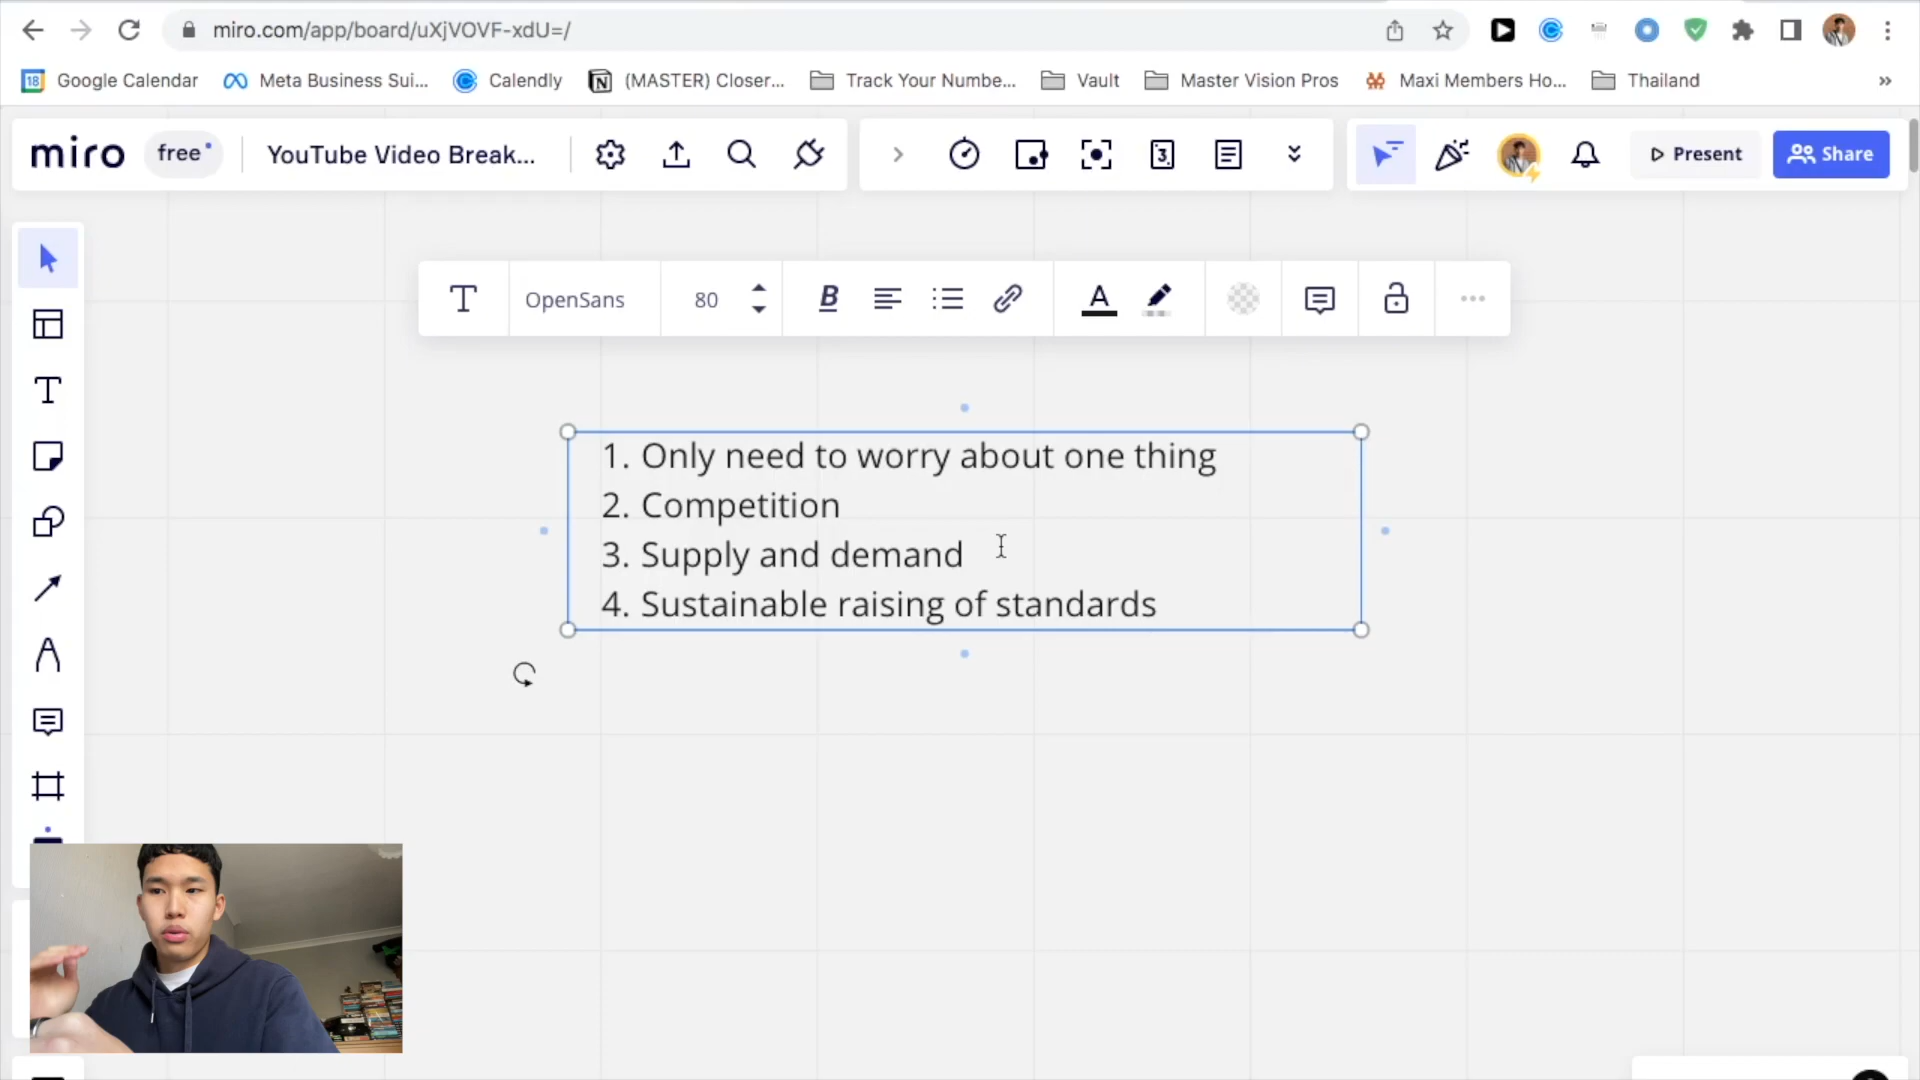 miro.com/app/board/uXjVOVF-xdU=/
18 Google Calendar Meta Business Sui... Calendly (MASTER) Closer... Track Your Numbe... Vault Master Vision Pros Maxi Members Ho... Thailand »
miro free YouTube Video Break... 3 Present Share
OpenSans 80 B A
1. Only need to worry about one thing
2. Competition
3. Supply and demand
4. Sustainable raising of standards